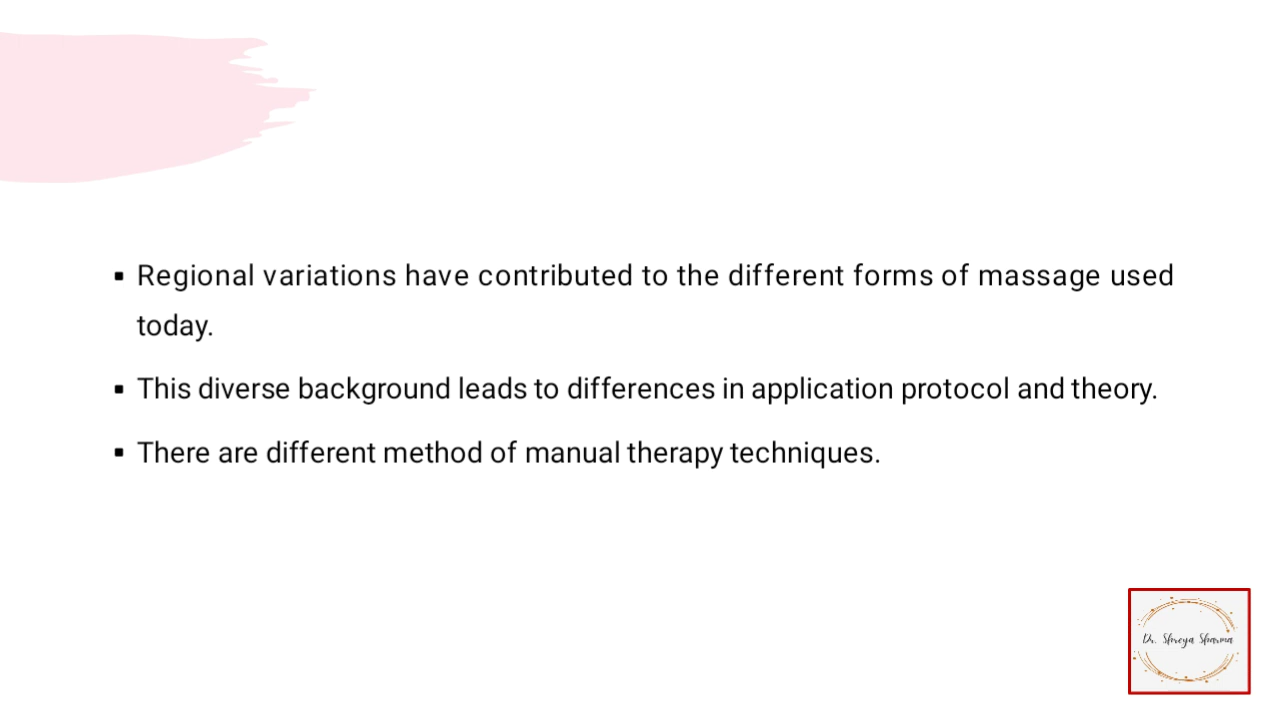 ▪ Regional variations have contributed to the different forms of massage used
today.
▪ This diverse background leads to differences in application protocol and theory.
▪ There are different method of manual therapy techniques.
Dr. Shreya Sharma